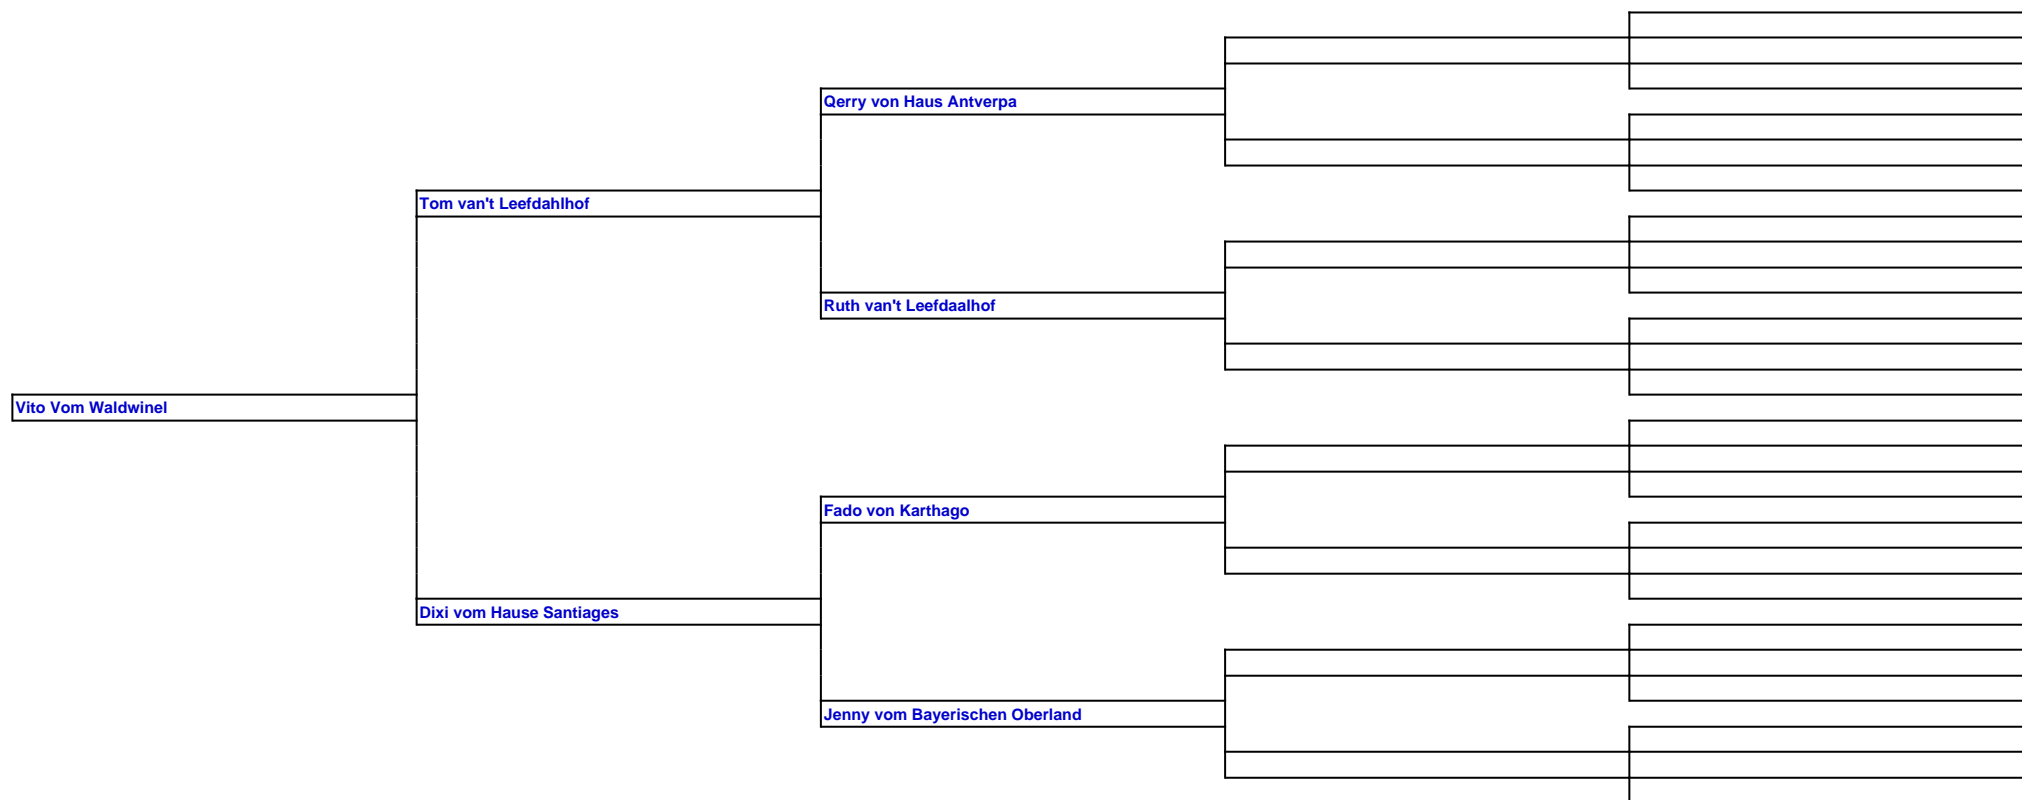 Qerry von Haus Antverpa
Tom van't Leefdahlhof
Ruth van't Leefdaalhof
Vito Vom Waldwinel
Fado von Karthago
Dixi vom Hause Santiages
Jenny vom Bayerischen Oberland